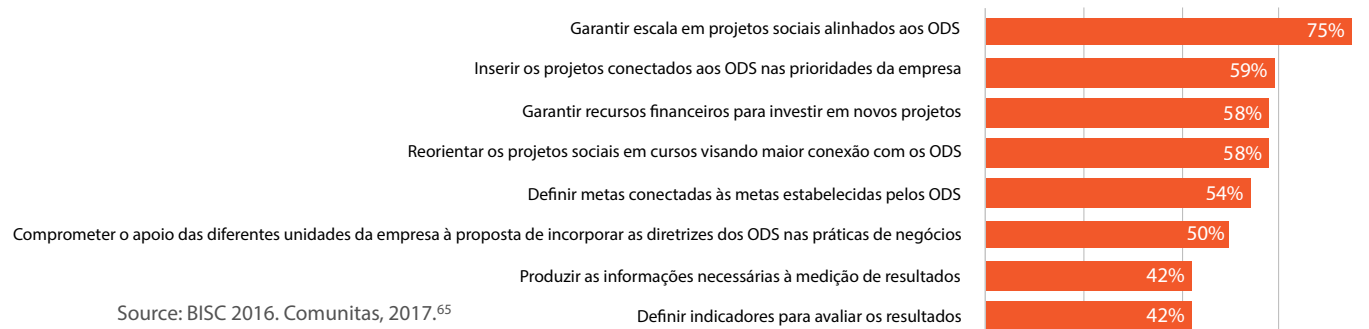 Garantir escala em projetos sociais alinhados aos ODS 75%
Inserir os projetos conectados aos ODS nas prioridades da empresa 59%
Garantir recursos financeiros para investir em novos projetos 58%
Reorientar os projetos sociais em cursos visando maior conexão com os ODS 58%
Definir metas conectadas às metas estabelecidas pelos ODS 54%
Comprometer o apoio das diferentes unidades da empresa à proposta de incorporar as diretrizes dos ODS nas práticas de negócios 50%
Produzir as informações necessárias à medição de resultados 42%
Definir indicadores para avaliar os resultados 42%
Source: BISC 2016. Comunitas, 2017.65